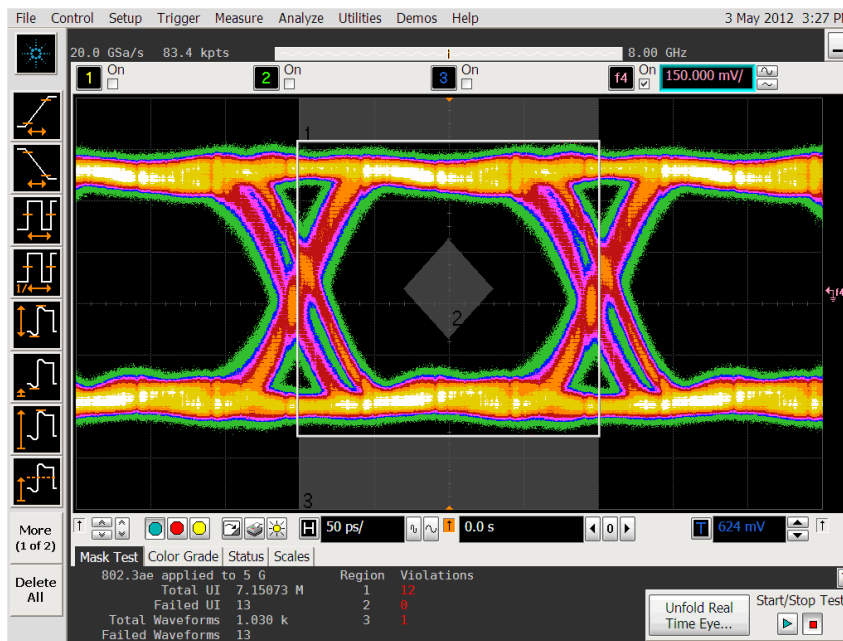 File Control Setup Trigger Measure Analyze Utilities Demos Help 3 May 2012 3:27 P
20.0 GSa/s 83.4 kpts 8.00 GHz
1 On 2 On 3 On f4 On 150.000 mV/
1
2
f4
3
More
(1 of 2)
Delete
All
H 50 ps/ 0.0 s 0 T 624 mV
Mask Test Color Grade Status Scales
802.3ae applied to 5 G Region Violations
Total UI 7.15073 M 1 12
Failed UI 13 2 0
Total Waveforms 1.030 k 3 1
Failed Waveforms 13
Unfold Real
Time Eye...
Start/Stop Test